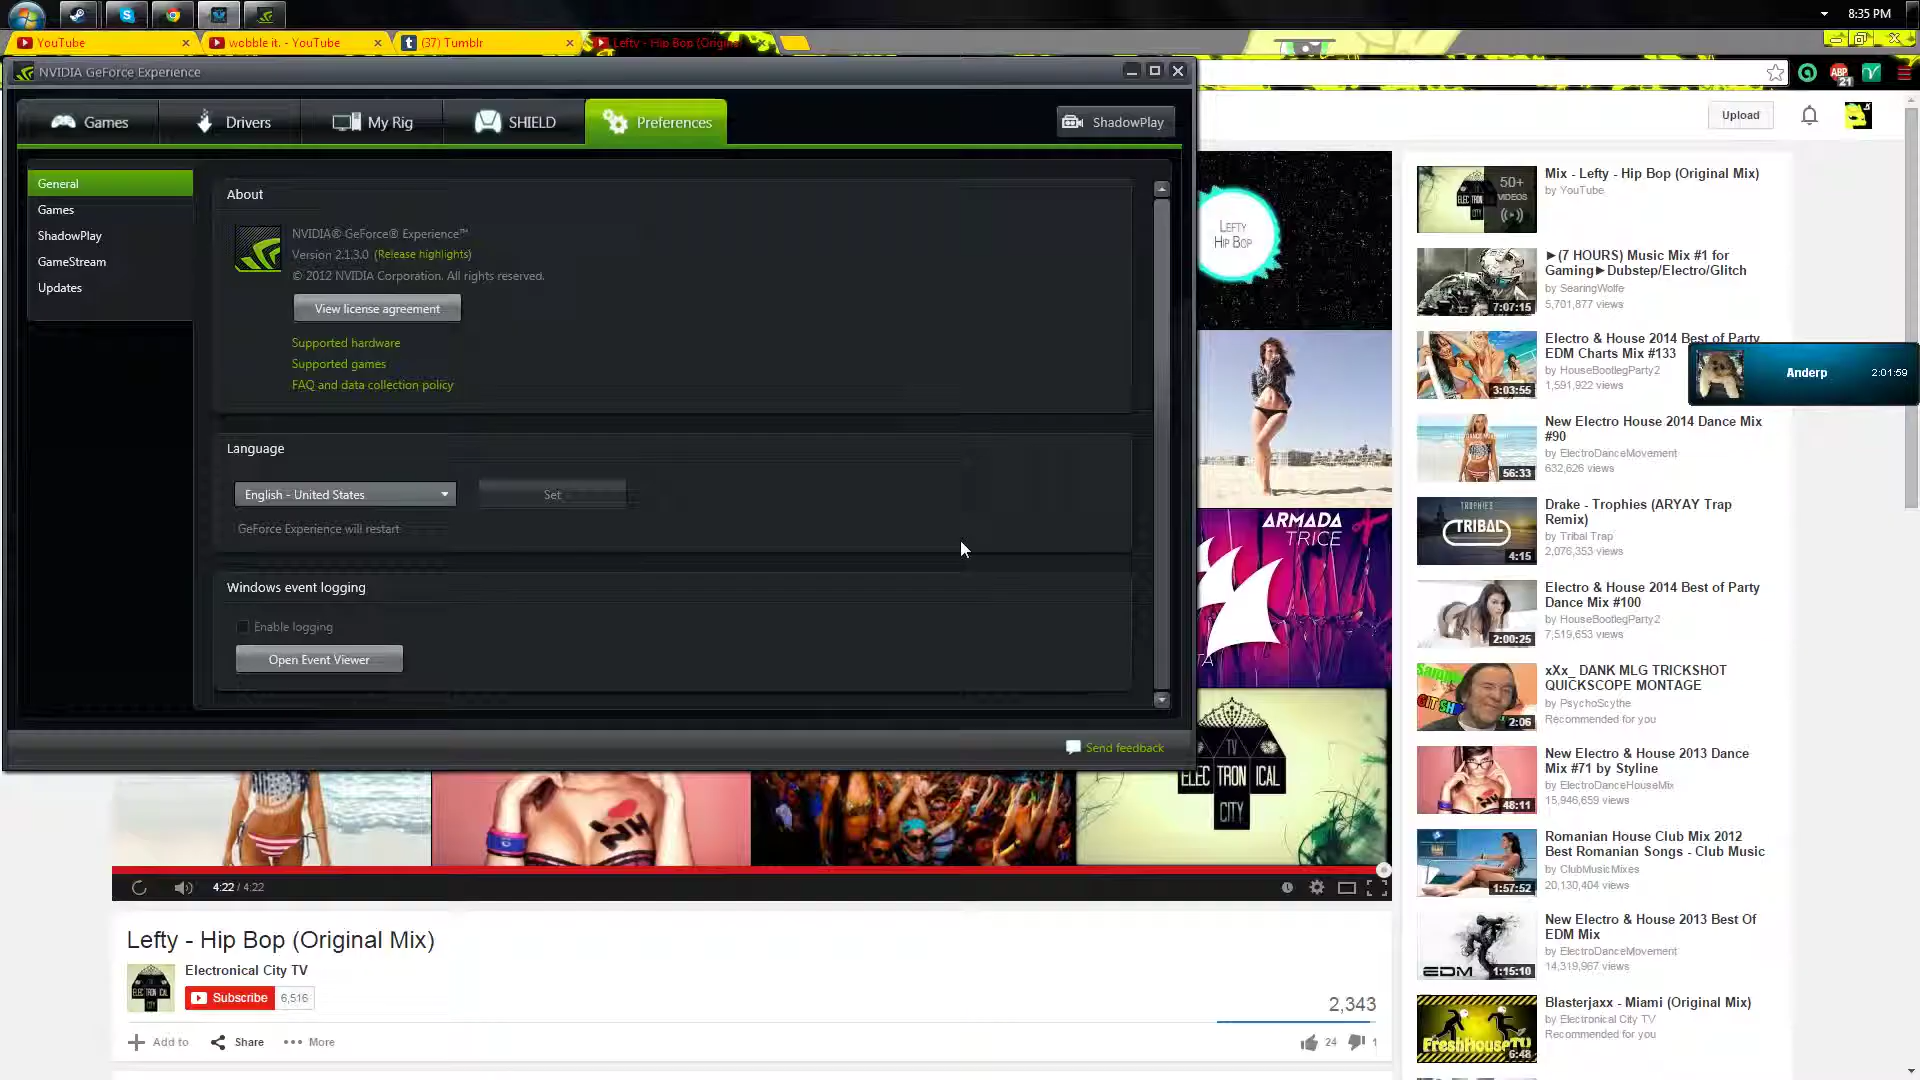 8:35 PM
YouTube
wobble it. - YouTube
(37) Tumblr
Lefty - Hip Bop (Origin
NVIDIA GeForce Experience
ABP
21
Games
Drivers
My Rig
SHIELD
Preferences
ShadowPlay
Upload
General
Games
ShadowPlay
GameStream
Updates
About
NVIDIA® GeForce® Experience™
Version 2.1.3.0 (Release highlights)
© 2012 NVIDIA Corporation. All rights reserved.
View license agreement
Supported hardware
Supported games
FAQ and data collection policy
Language
English - United States
Set
GeForce Experience will restart
Windows event logging
Enable logging
Open Event Viewer
Send feedback
LEFTY
HIP BOP
ARMADA
TRICE
TV
ELEC TRON ICAL
CITY
4:22 / 4:22
Lefty - Hip Bop (Original Mix)
Electronical City TV
Subscribe 6,516
2,343
Add to
Share
More
24
1
50+
VIDEOS
Mix - Lefty - Hip Bop (Original Mix)
by YouTube
7:07:15
►(7 HOURS) Music Mix #1 for
Gaming►Dubstep/Electro/Glitch
by SearingWolfe
5,701,877 views
3:03:55
Electro & House 2014 Best of Party
EDM Charts Mix #133
by HouseBootlegParty2
1,591,922 views
Anderp
2:01:59
56:33
New Electro House 2014 Dance Mix
#90
by ElectroDanceMovement
632,626 views
TROPHIES
TRIBAL
4:15
Drake - Trophies (ARYAY Trap
Remix)
by Tribal Trap
2,076,353 views
2:00:25
Electro & House 2014 Best of Party
Dance Mix #100
by HouseBootlegParty2
7,519,653 views
2:06
xXx_ DANK MLG TRICKSHOT
QUICKSCOPE MONTAGE
by PsychoScythe
Recommended for you
48:11
New Electro & House 2013 Dance
Mix #71 by Styline
by ElectroDanceHouseMix
15,946,659 views
1:57:52
Romanian House Club Mix 2012
Best Romanian Songs - Club Music
by ClubMusicMixes
20,130,404 views
EDM
1:15:10
New Electro & House 2013 Best Of
EDM Mix
by ElectroDanceMovement
14,319,967 views
FreshHouseTV
6:48
Blasterjaxx - Miami (Original Mix)
by Electronical City TV
Recommended for you